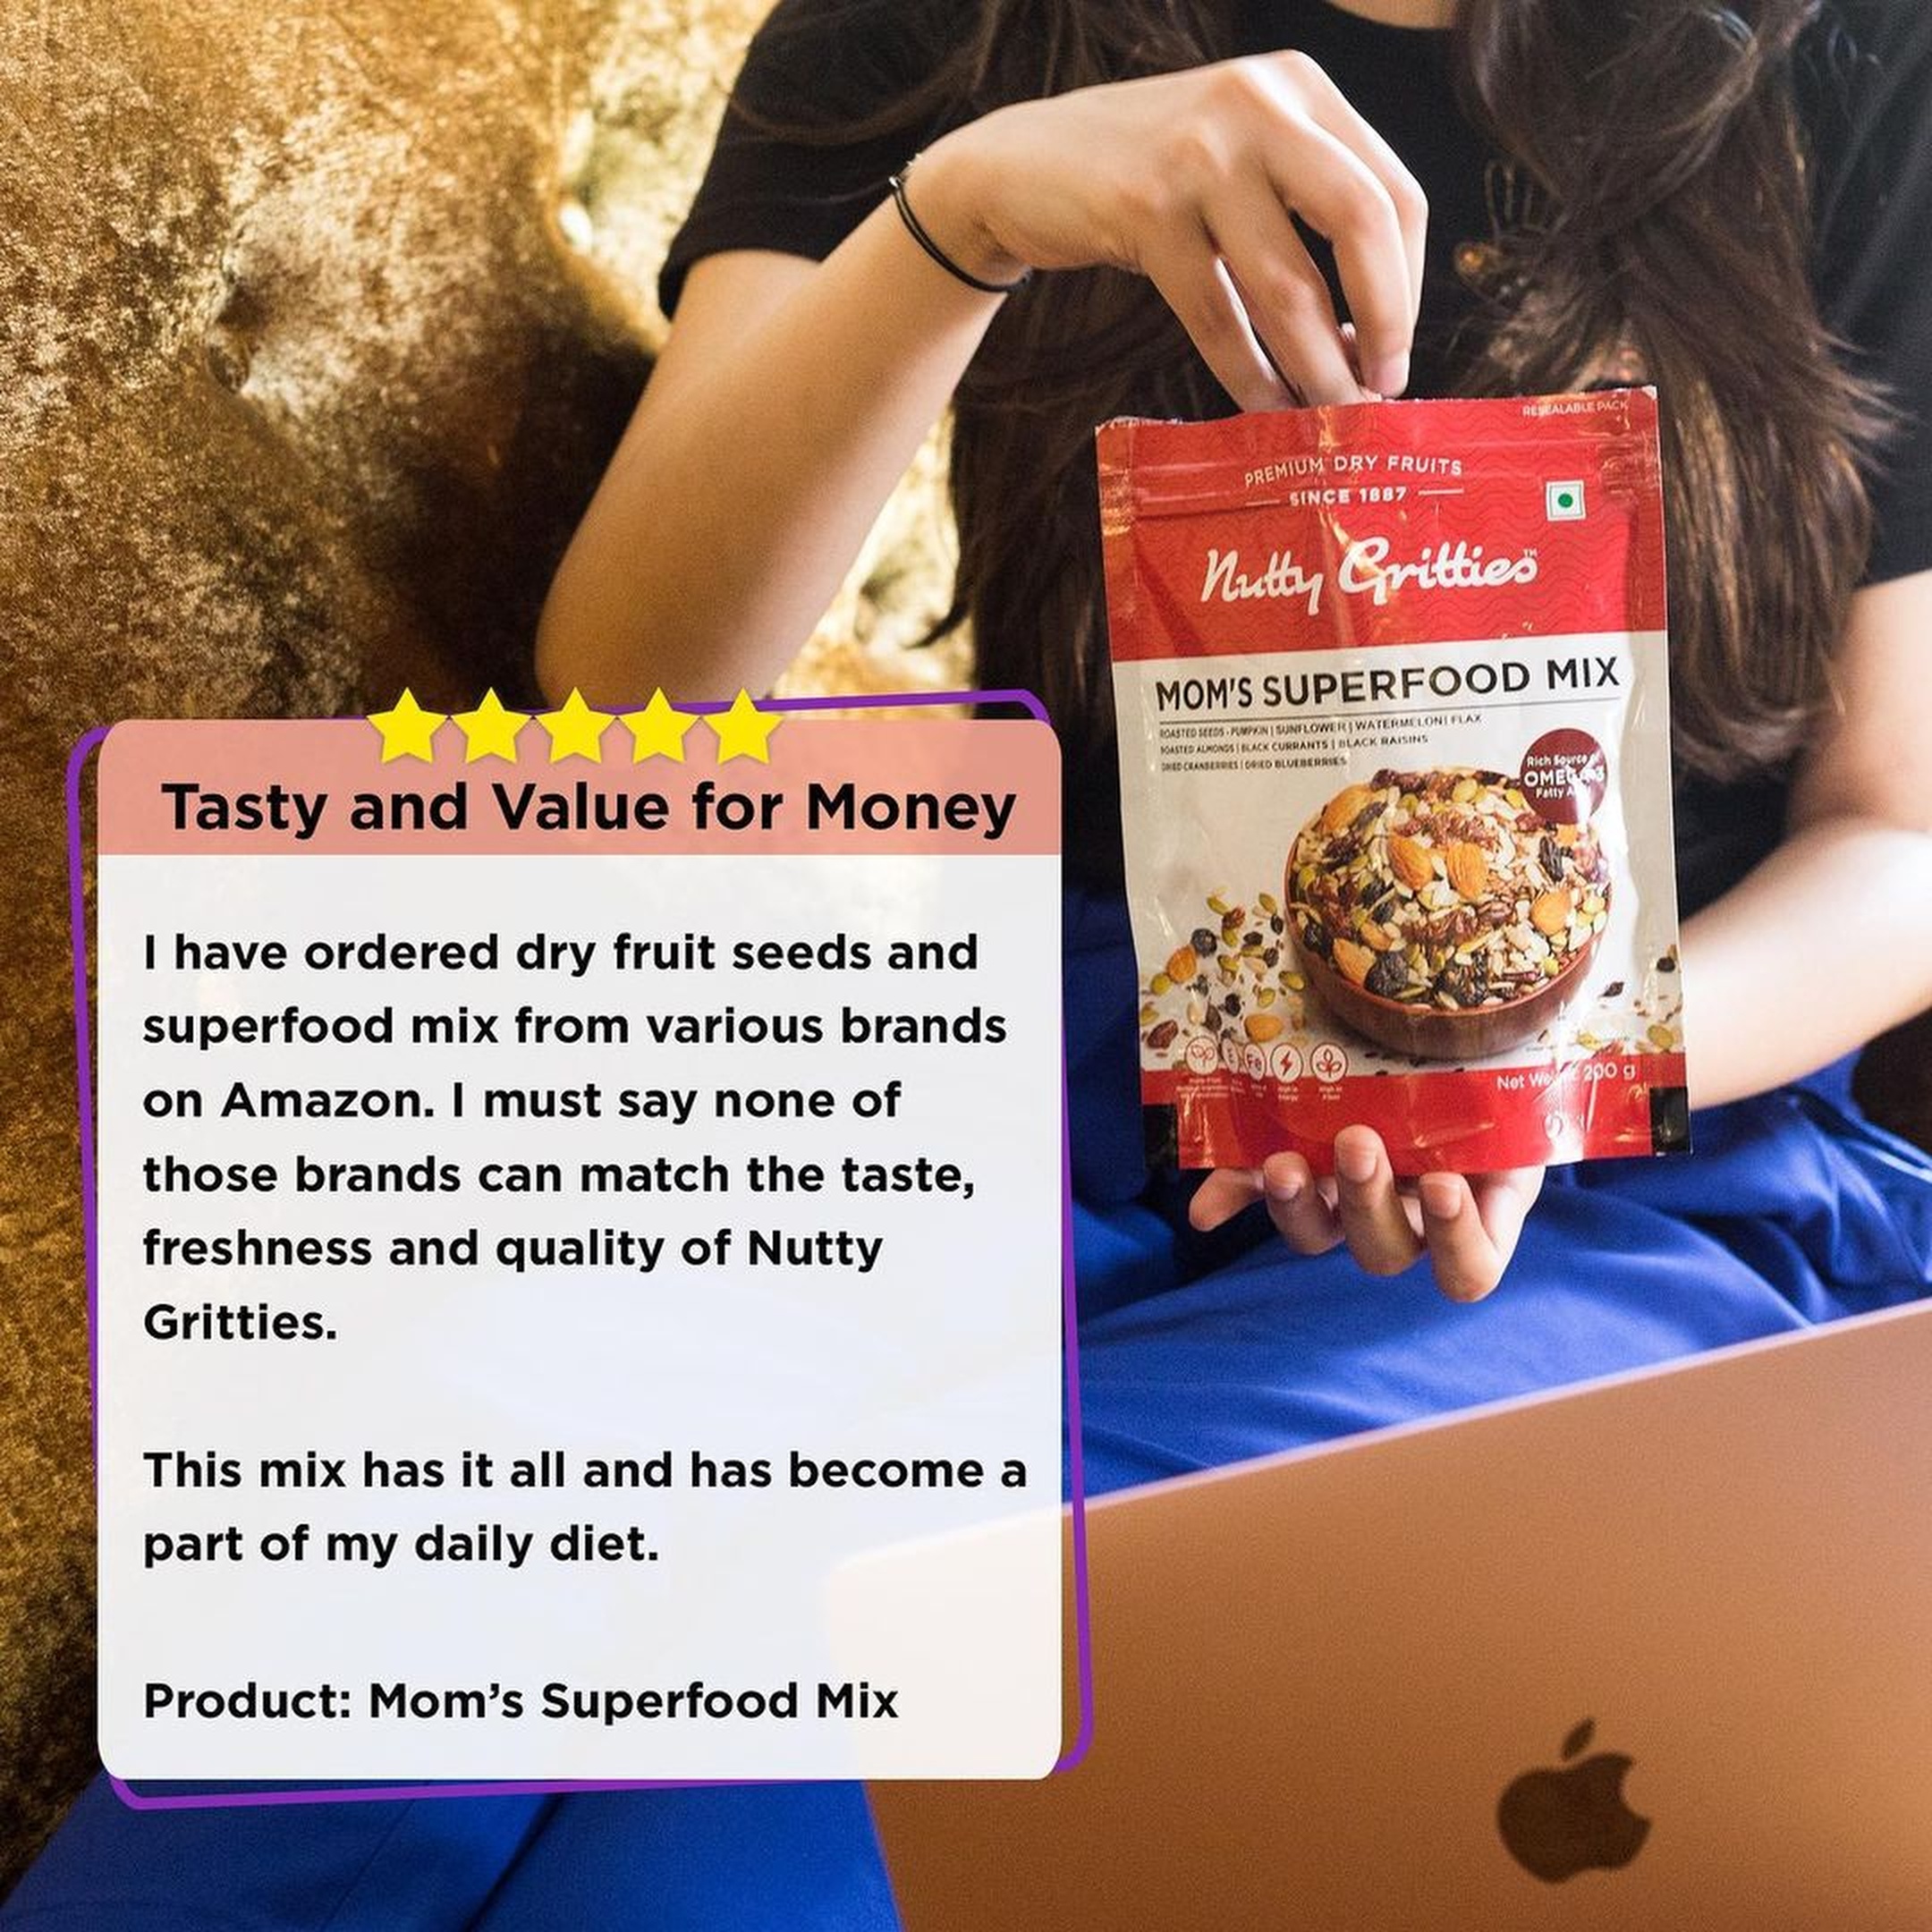 RESEALABLE PACK
PREMIUM DRY FRUITS
SINCE 1887
Nutty Gritties™
MOM'S SUPERFOOD MIX
ROASTED SEEDS - PUMPKIN | SUNFLOWER | WATERMELON | FLAX
ROASTED ALMONDS | BLACK CURRANTS | BLACK RAISINS
DRIED CRANBERRIES | DRIED BLUEBERRIES
Rich Source
OMEGA-3
Fatty
Net 200 g
Tasty and Value for Money
I have ordered dry fruit seeds and
superfood mix from various brands
on Amazon. I must say none of
those brands can match the taste,
freshness and quality of Nutty
Gritties.
This mix has it all and has become a
part of my daily diet.
Product: Mom’s Superfood Mix